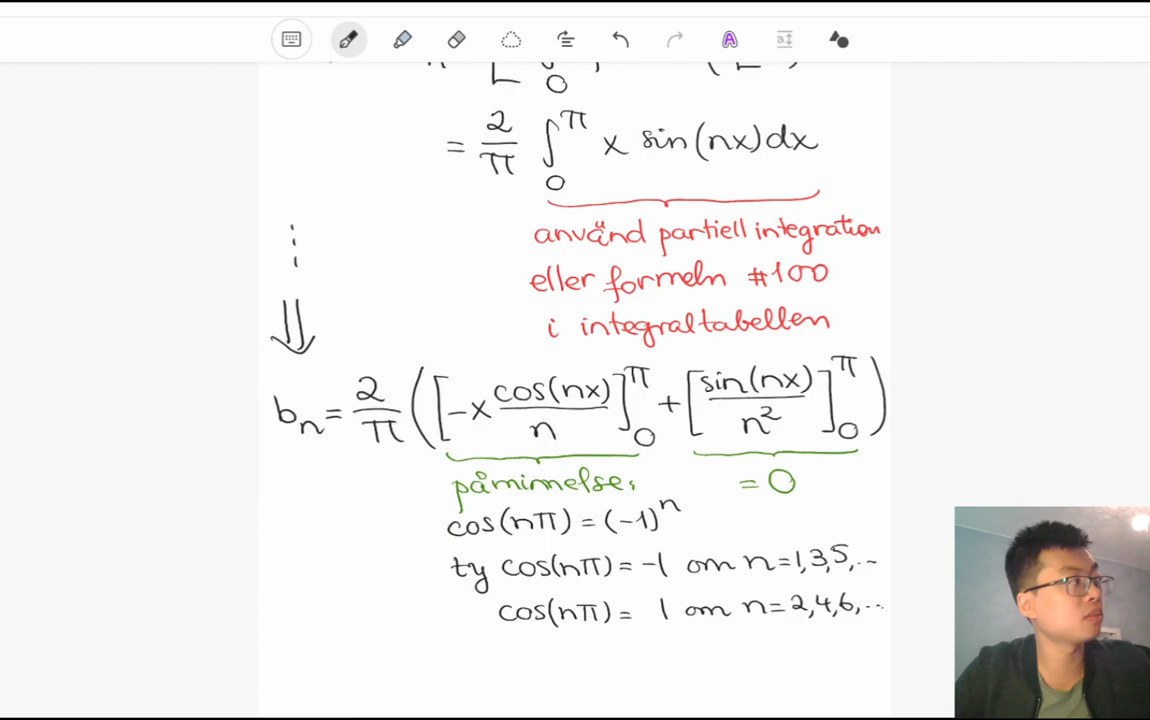 = 2/π ∫₀^π x sin(nx)dx
använd partiell integration
eller formeln #100
i integraltabellen
bₙ = 2/π ([-x cos(nx)/n]₀^π + [sin(nx)/n²]₀^π)
påminnelse: = 0
cos(nπ) = (-1)ⁿ
ty cos(nπ) = -1 om n=1,3,5,...
cos(nπ) = 1 om n=2,4,6,...